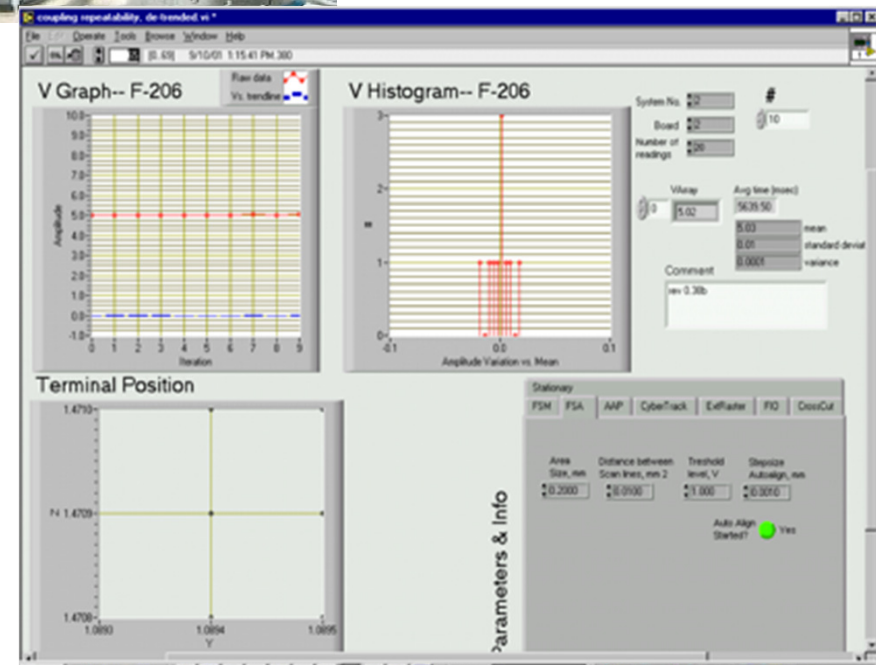 coupling repeatability, de-trended.vi *
File Edit Operate Tools Browse Window Help
[0.69] 9/10/01 1:15:41 PM.380
V Graph-- F-206
Raw data
Vs. trendline
10.0
9.0
8.0
7.0
6.0
5.0
4.0
3.0
2.0
1.0
0.0
-1.0
Amplitude
0 1 2 3 4 5 6 7 8 9
Iteration
V Histogram-- F-206
3
2
1
0
#
-0.1 0.0 0.1
Amplitude Variation vs. Mean
System No. 2
Board 2
Number of readings 20
#
10
VArray
0 5.02
Avg time (msec)
5639.50
5.03 mean
0.01 standard deviat
0.0001 variance
Comment
rev 0.38b
Terminal Position
1.4710
N 1.4709
1.4708
1.0893 1.0894 1.0895
Y
Parameters & Info
Stationary
FSM FSA AAP CyberTrack ExtRaster FIO CrossCut
Area Size, mm
0.2000
Distance between Scan lines, mm 2
0.0100
Treshold level, V
1.000
Stepsize Autoalign, mm
0.0010
Auto Align Started? Yes